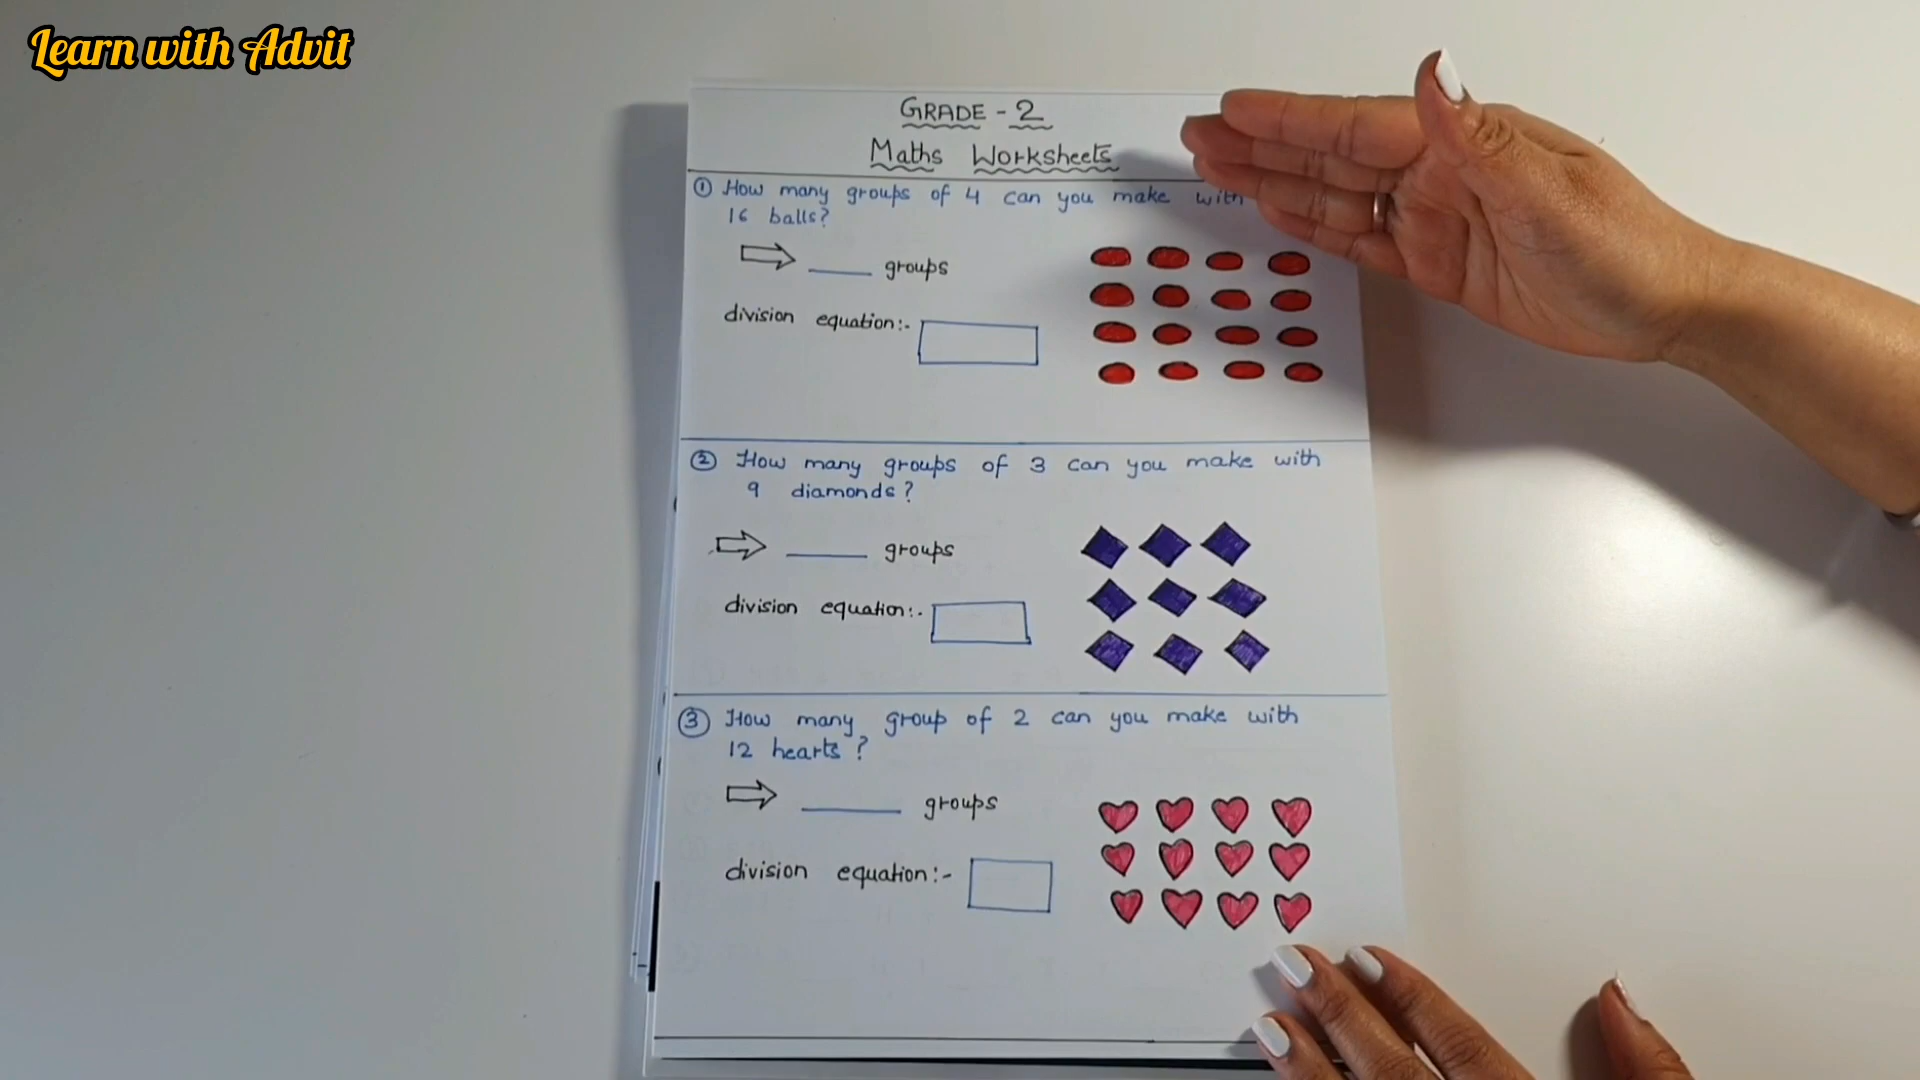 Learn with Advit
GRADE - 2
Maths Worksheets
① How many groups of 4 can you make with
16 balls?
groups
division equation:-
② How many groups of 3 can you make with
9 diamonds?
groups
division equation:-
③ How many group of 2 can you make with
12 hearts?
groups
division equation:-